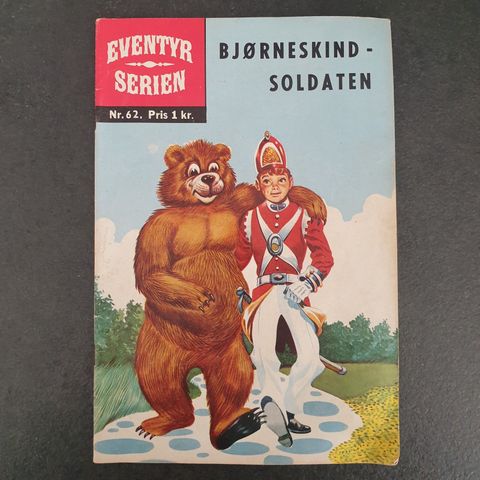 EVENTYR
SERIEN
Nr. 62. Pris 1 kr.
BJØRNESKIND -
SOLDATEN